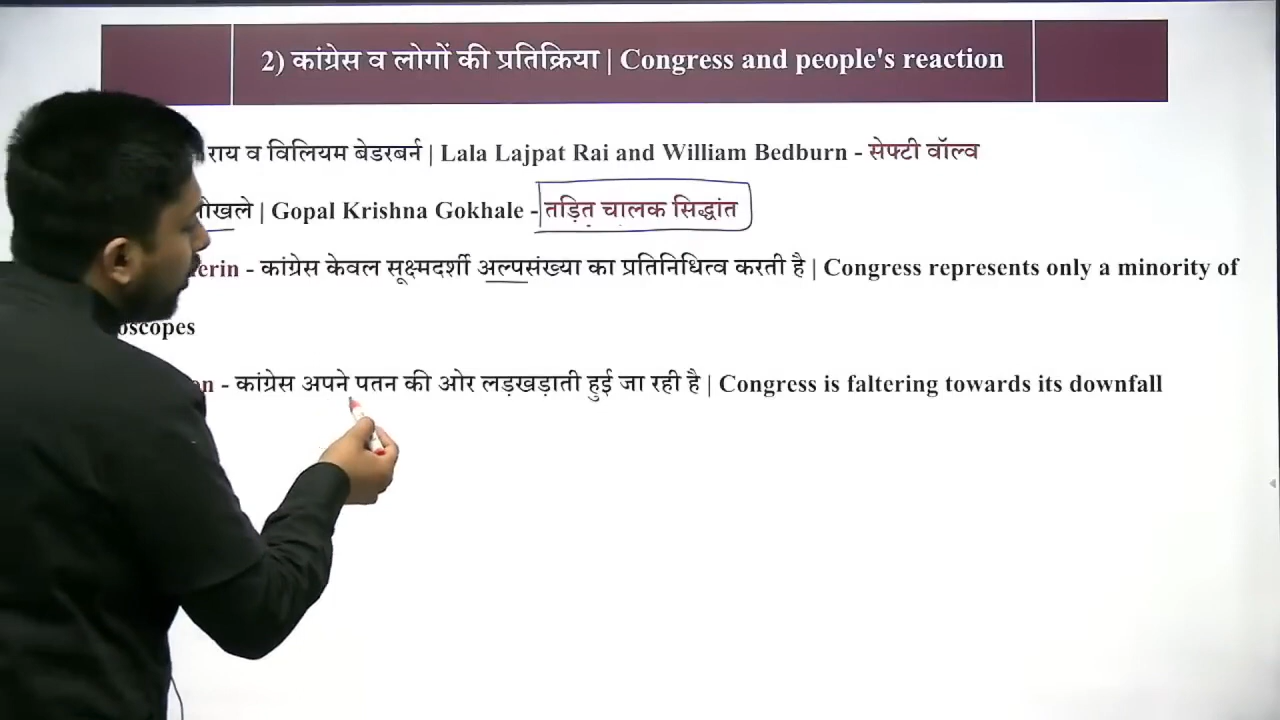 2) कांग्रेस व लोगों की प्रतिक्रिया | Congress and people's reaction
राय व विलियम बेडरबर्न | Lala Lajpat Rai and William Bedburn - सेफ्टी वॉल्व
गोखले | Gopal Krishna Gokhale - तड़ित चालक सिद्धांत
erin - कांग्रेस केवल सूक्ष्मदर्शी अल्पसंख्या का प्रतिनिधित्व करती है | Congress represents only a minority of
oscopes
on - कांग्रेस अपने पतन की ओर लड़खड़ाती हुई जा रही है | Congress is faltering towards its downfall